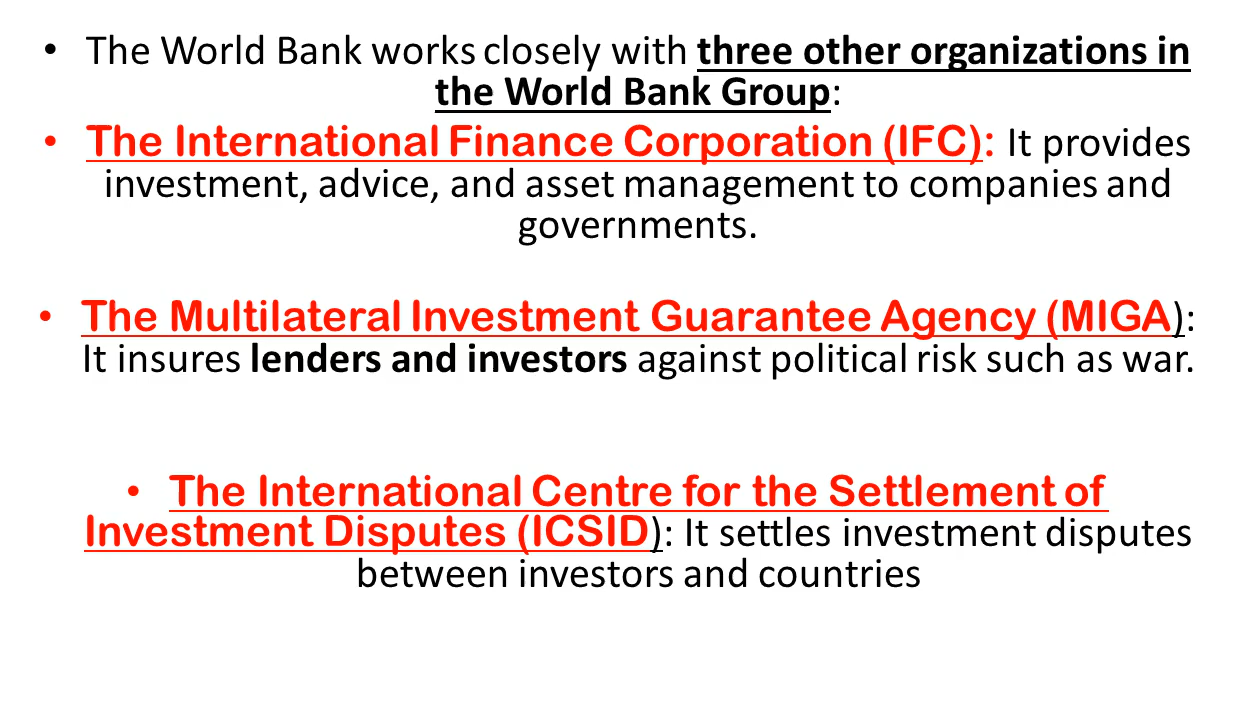 • The World Bank works closely with three other organizations in
the World Bank Group:
• The International Finance Corporation (IFC): It provides
investment, advice, and asset management to companies and
governments.
• The Multilateral Investment Guarantee Agency (MIGA):
It insures lenders and investors against political risk such as war.
• The International Centre for the Settlement of
Investment Disputes (ICSID): It settles investment disputes
between investors and countries